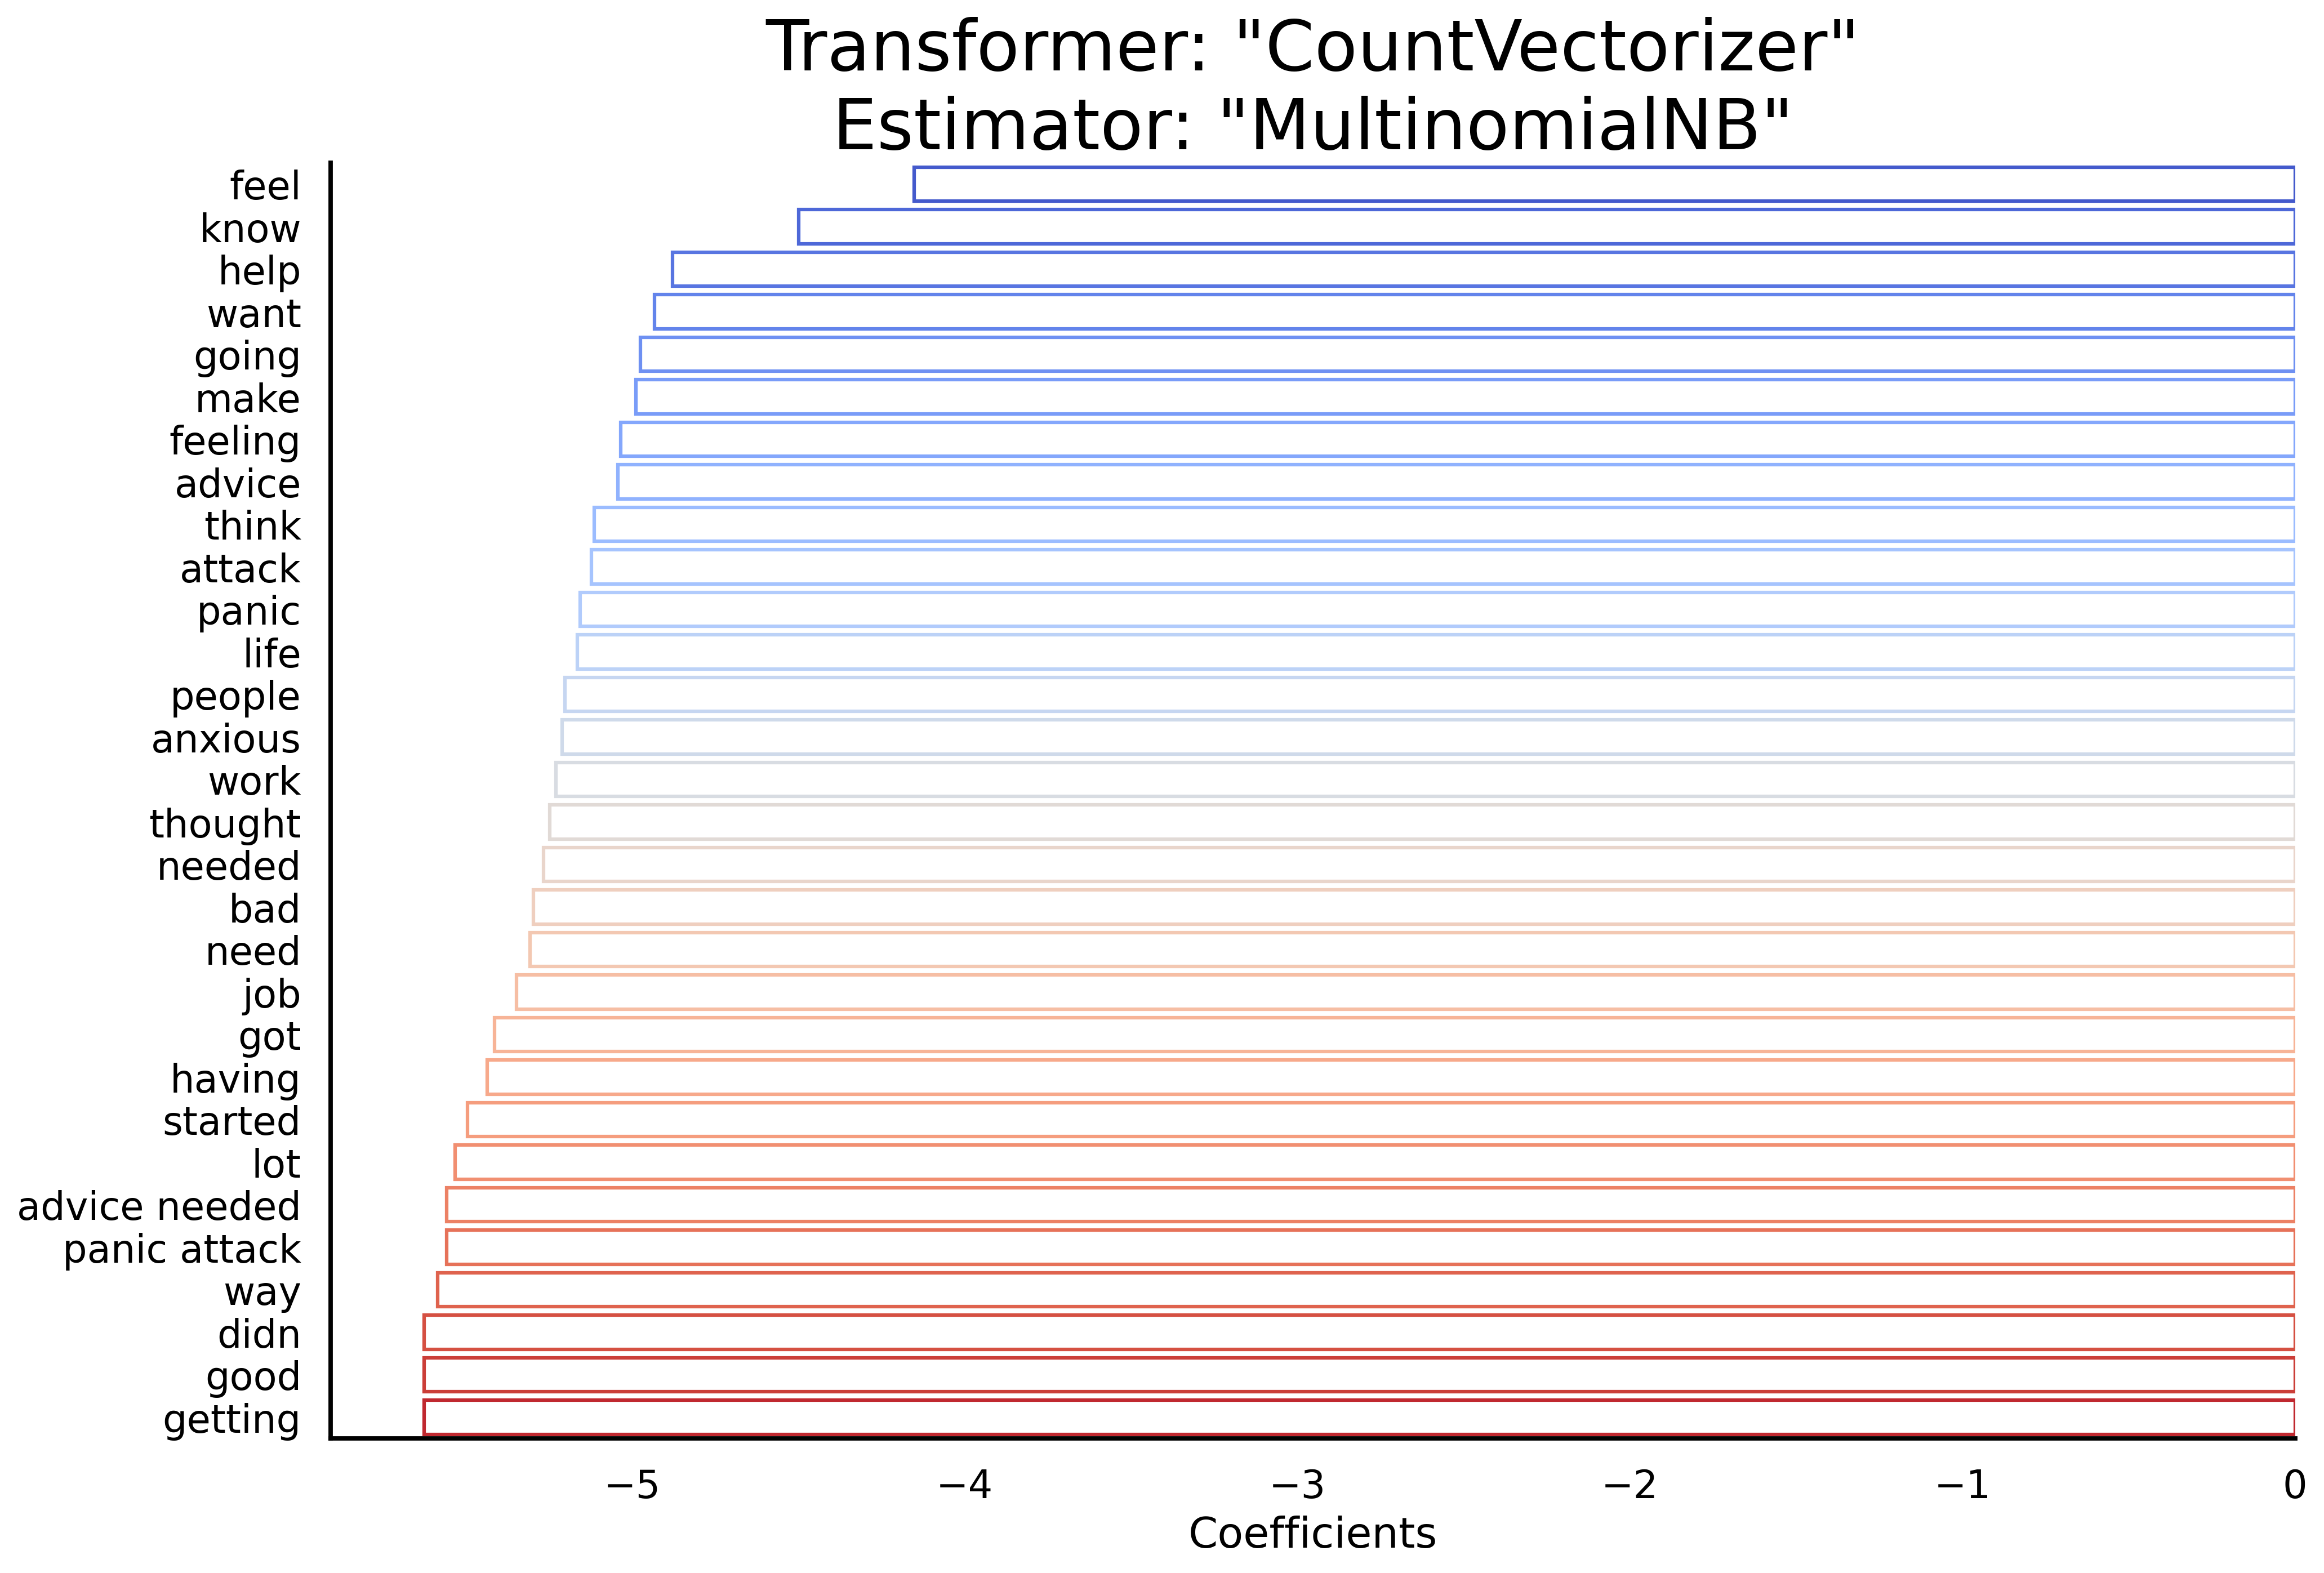 Transformer: "CountVectorizer"
Estimator: "MultinomialNB"
feel
know
help
want
going
make
feeling
advice
think
attack
panic
life
people
anxious
work
thought
needed
bad
need
job
got
having
started
lot
advice needed
panic attack
way
didn
good
getting
−5 −4 −3 −2 −1 0
Coefficients